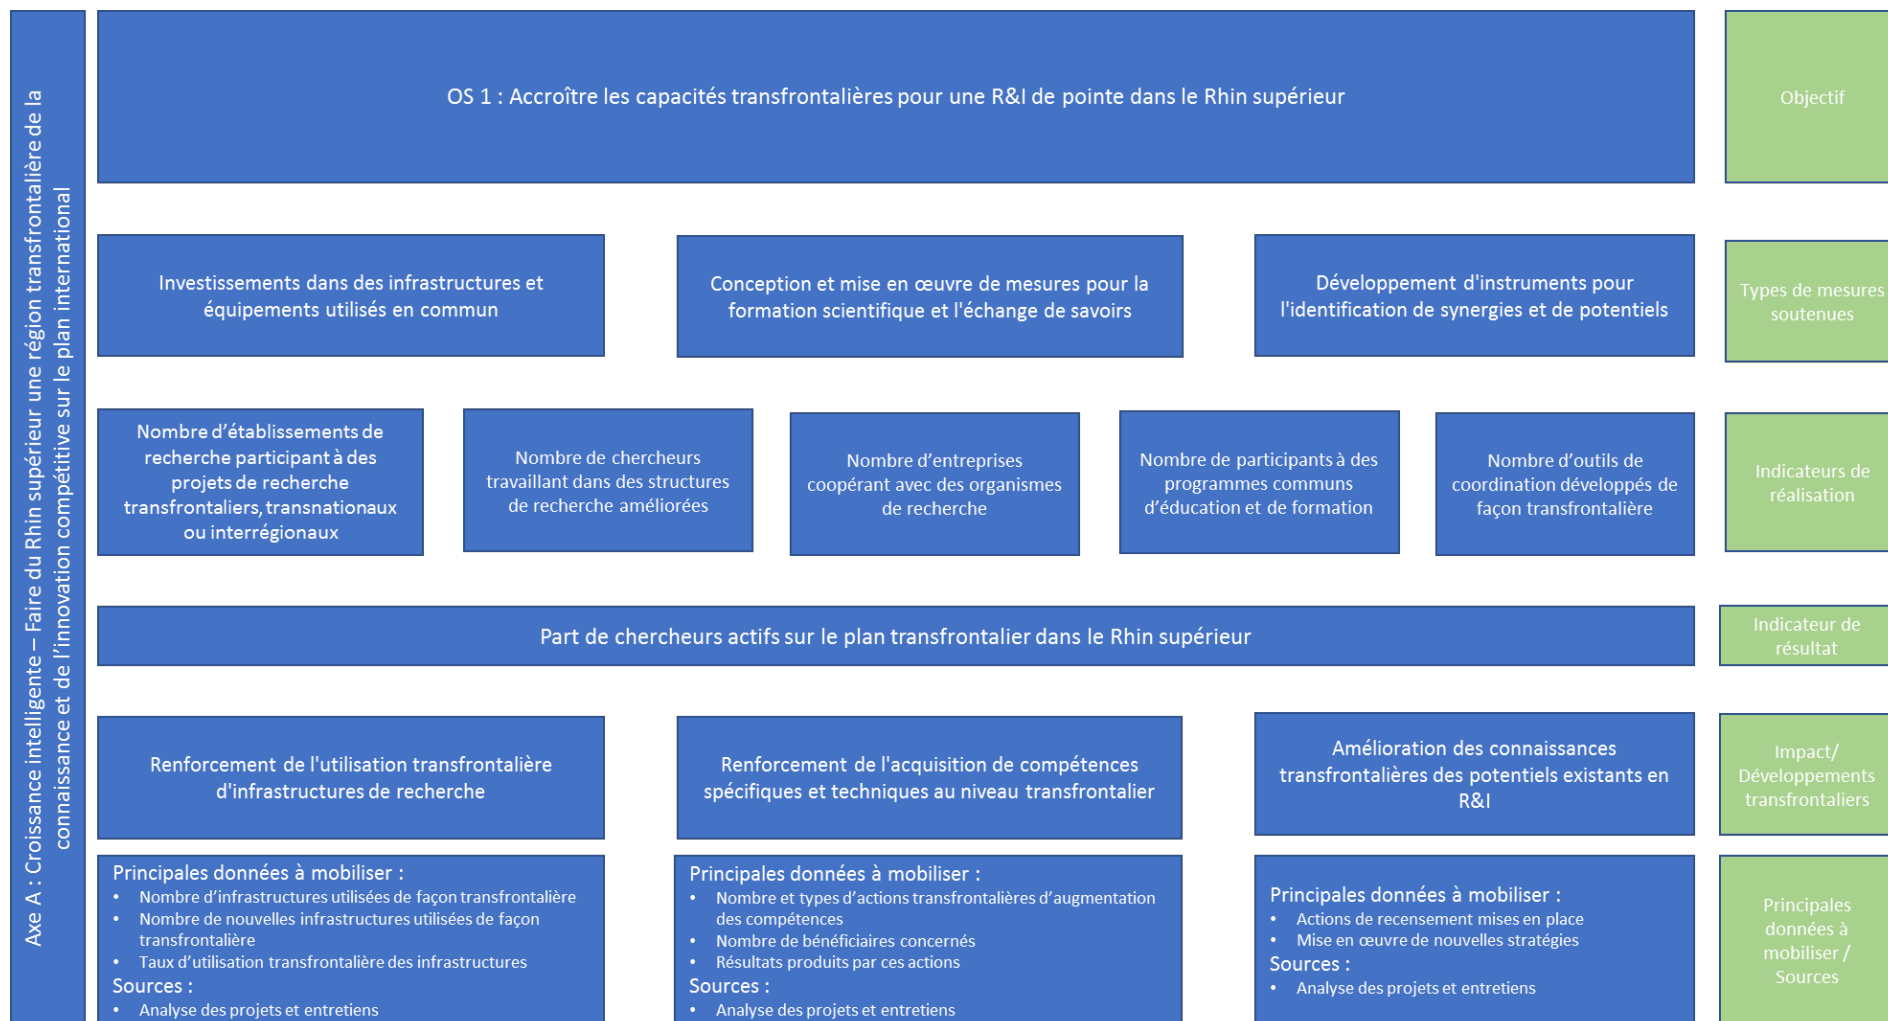 Axe A : Croissance intelligente – Faire du Rhin supérieur une région transfrontalière de la
connaissance et de l’innovation compétitive sur le plan international
OS 1 : Accroître les capacités transfrontalières pour une R&I de pointe dans le Rhin supérieur
Objectif
Investissements dans des infrastructures et
équipements utilisés en commun
Conception et mise en œuvre de mesures pour la
formation scientifique et l'échange de savoirs
Développement d'instruments pour
l'identification de synergies et de potentiels
Types de mesures
soutenues
Nombre d’établissements de
recherche participant à des
projets de recherche
transfrontaliers, transnationaux
ou interrégionaux
Nombre de chercheurs
travaillant dans des structures
de recherche améliorées
Nombre d’entreprises
coopérant avec des organismes
de recherche
Nombre de participants à des
programmes communs
d’éducation et de formation
Nombre d’outils de
coordination développés de
façon transfrontalière
Indicateurs de
réalisation
Part de chercheurs actifs sur le plan transfrontalier dans le Rhin supérieur
Indicateur de
résultat
Renforcement de l'utilisation transfrontalière
d'infrastructures de recherche
Renforcement de l'acquisition de compétences
spécifiques et techniques au niveau transfrontalier
Amélioration des connaissances
transfrontalières des potentiels existants en
R&I
Impact/
Développements
transfrontaliers
Principales données à mobiliser :
• Nombre d’infrastructures utilisées de façon transfrontalière
• Nombre de nouvelles infrastructures utilisées de façon
transfrontalière
• Taux d’utilisation transfrontalière des infrastructures
Sources :
• Analyse des projets et entretiens
Principales données à mobiliser :
• Nombre et types d’actions transfrontalières d’augmentation
des compétences
• Nombre de bénéficiaires concernés
• Résultats produits par ces actions
Sources :
• Analyse des projets et entretiens
Principales données à mobiliser :
• Actions de recensement mises en place
• Mise en œuvre de nouvelles stratégies
Sources :
• Analyse des projets et entretiens
Principales
données à
mobiliser /
Sources